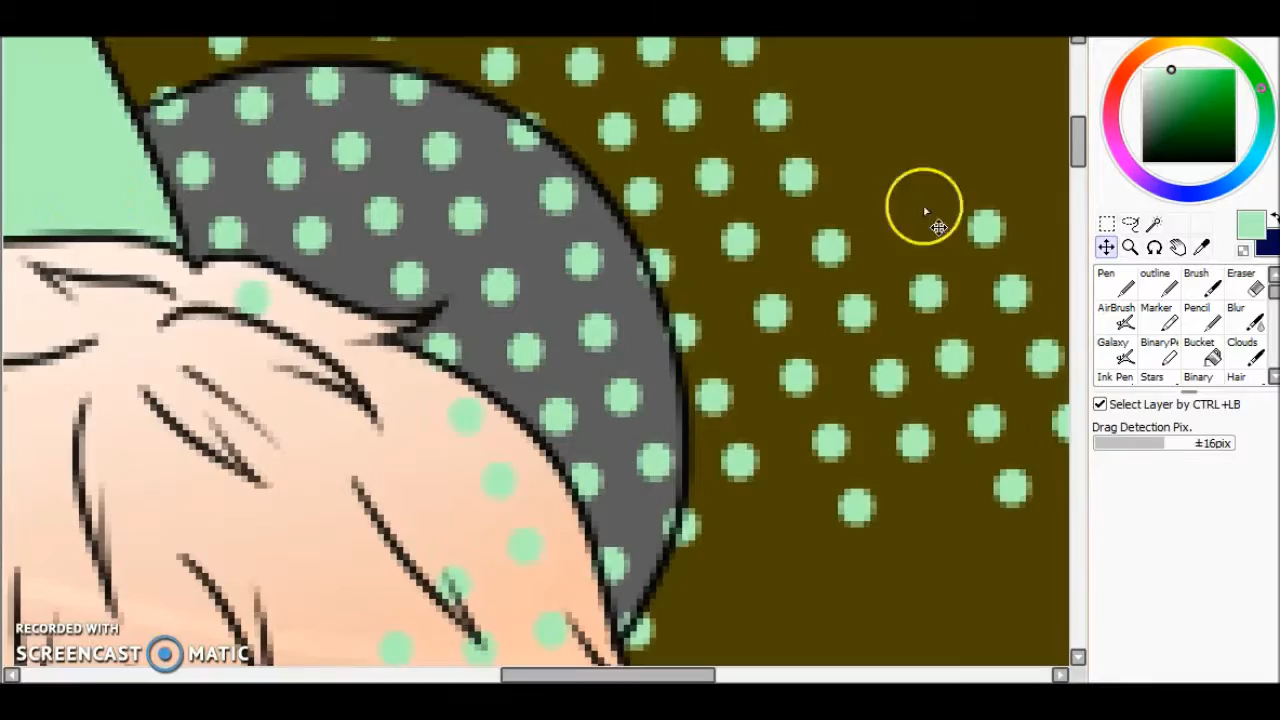 Pen outline Brush Eraser
AirBrush Marker Pencil Blur
Galaxy BinaryPe Bucket Clouds
Ink Pen Stars Binary Hair
Select Layer by CTRL+LB
Drag Detection Pix.
±16pix
RECORDED WITH
SCREENCAST MATIC